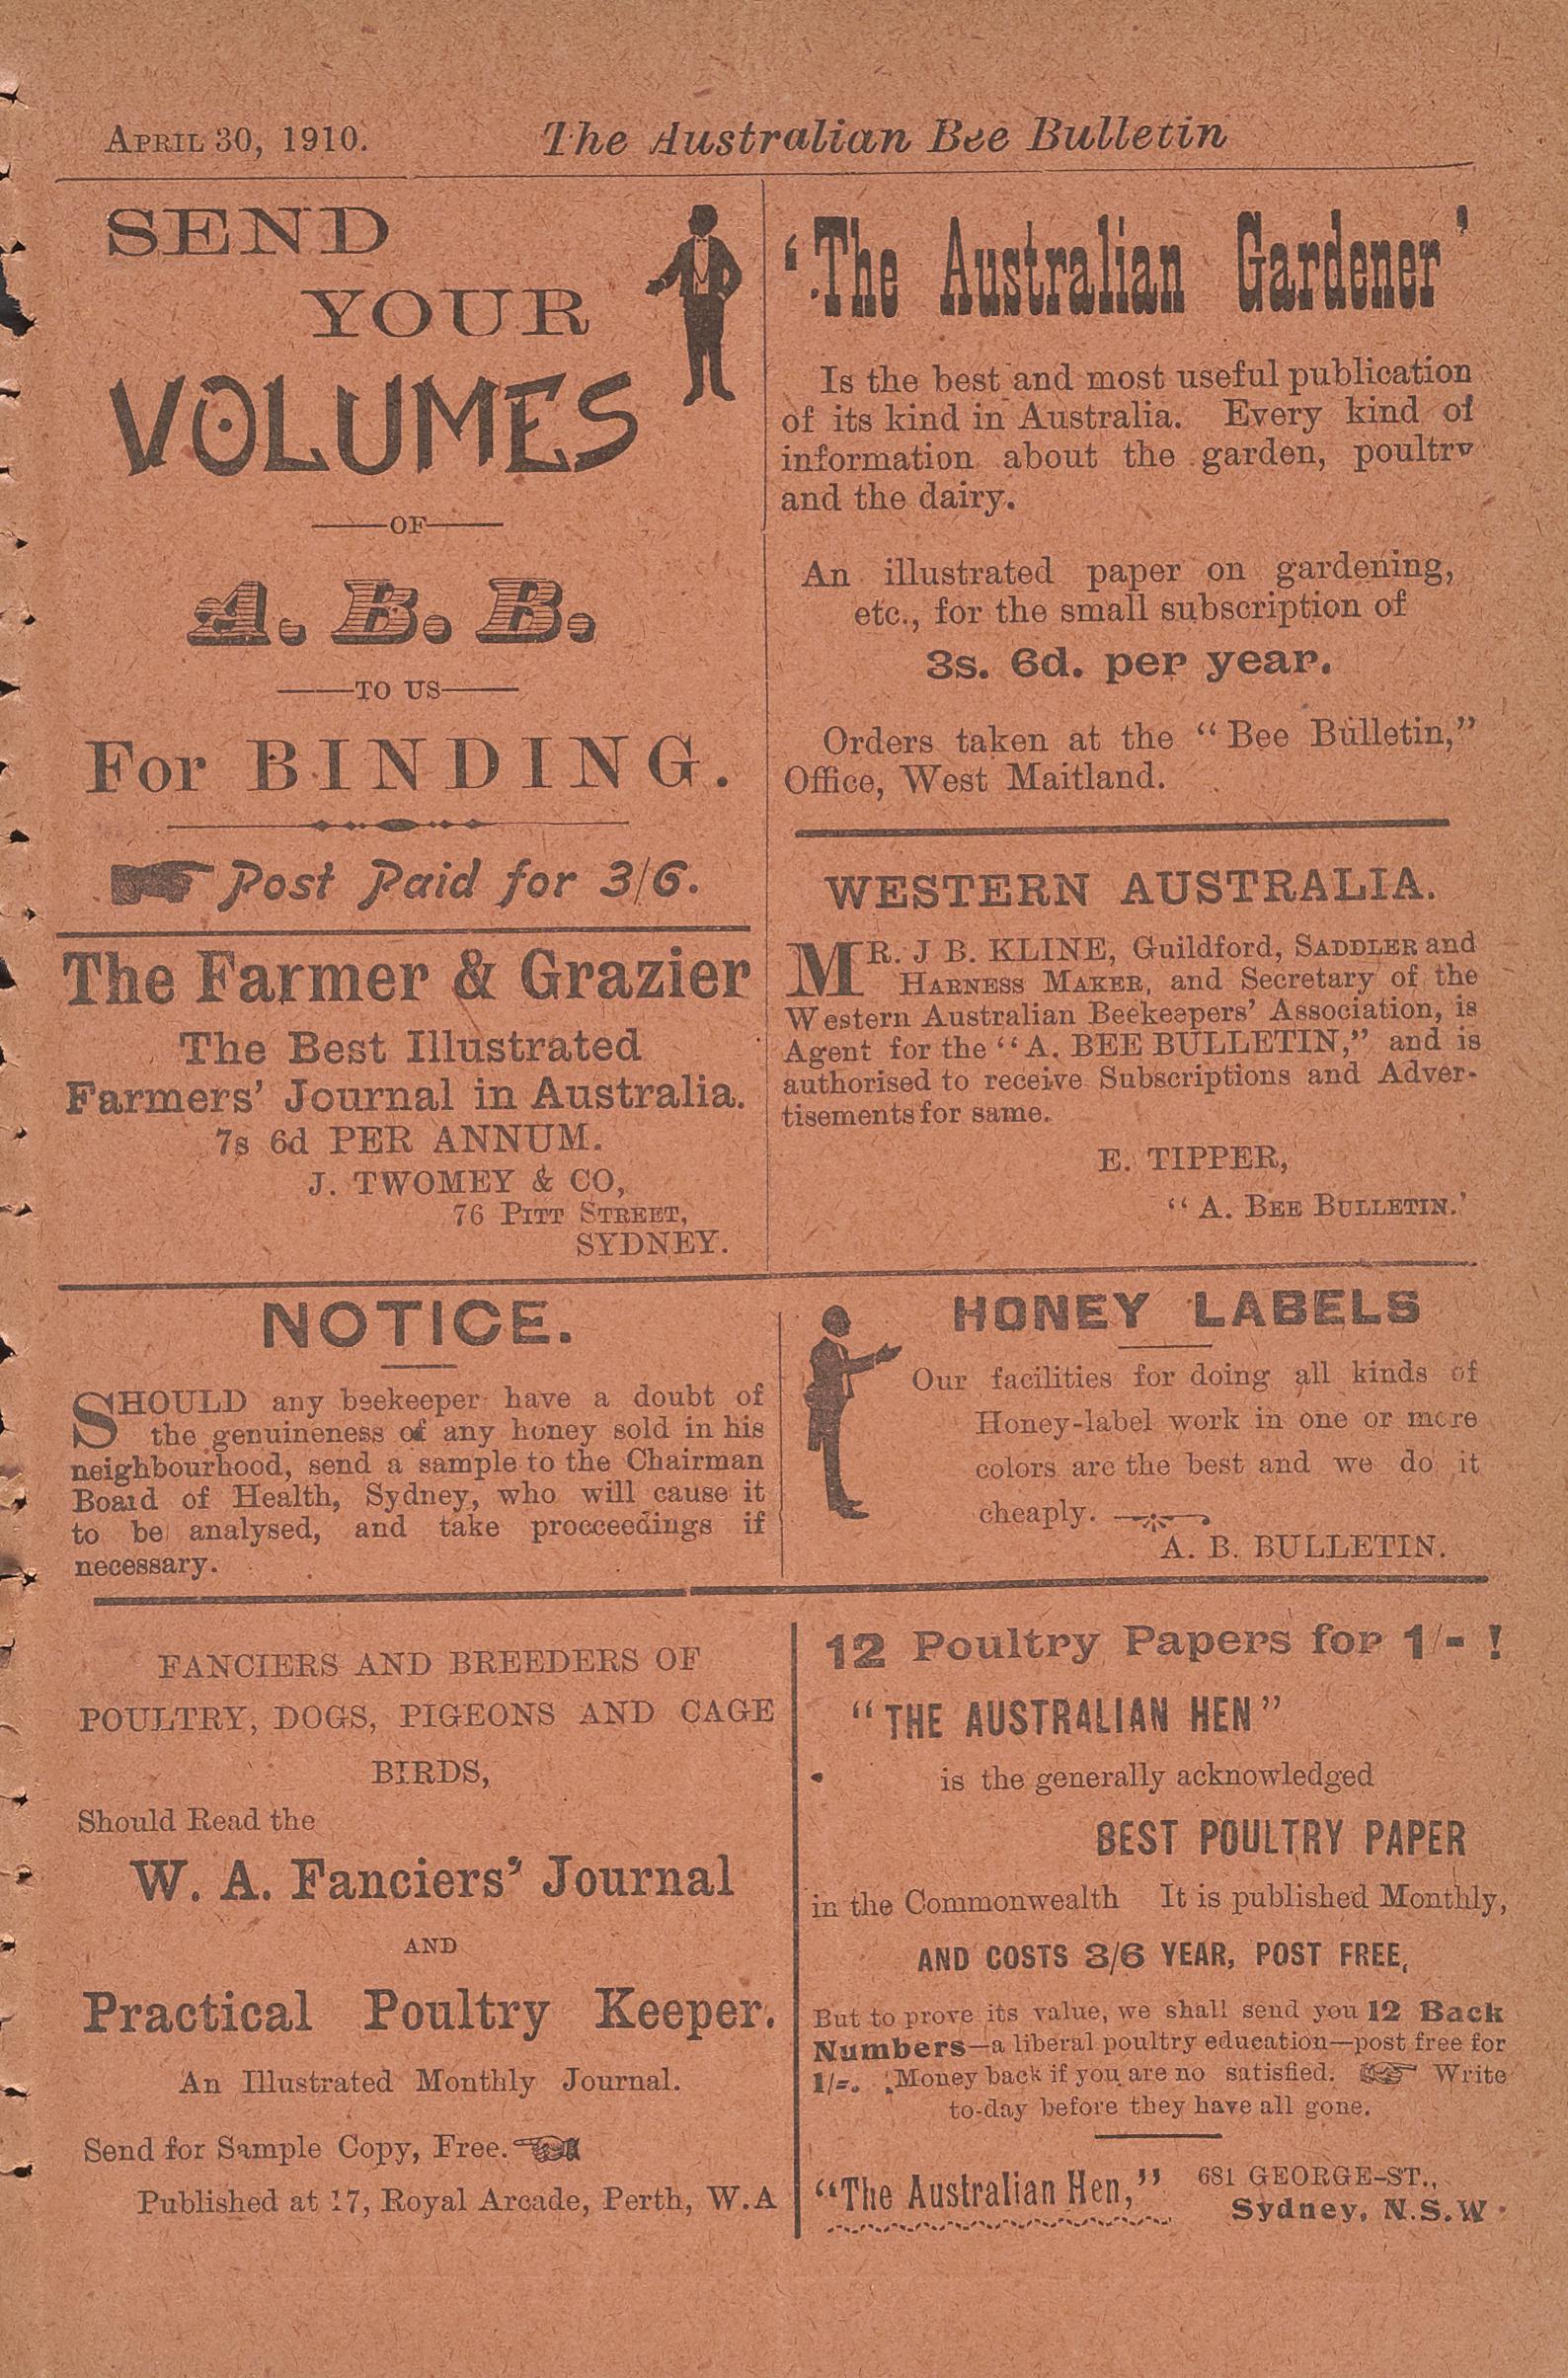 APRIL 30, 1910. The Australian Bee Bulletin
SEND
YOUR
VOLUMES
OF
A. B. B.
TO US
For BINDING.
Post Paid for 3/6.
The Farmer & Grazier
The Best Illustrated
Farmers' Journal in Australia.
7s 6d PER ANNUM.
J. TWOMEY & CO,
76 PITT STREET,
SYDNEY.
'The Australian Gardener'
Is the best and most useful publication
of its kind in Australia. Every kind of
information about the garden, poultry
and the dairy.
An illustrated paper on gardening,
etc., for the small subscription of
3s. 6d. per year.
Orders taken at the "Bee Bulletin,"
Office, West Maitland.
WESTERN AUSTRALIA.
MR. J B. KLINE, Guildford, SADDLER and
HARNESS MAKER, and Secretary of the
Western Australian Beekeepers' Association, is
Agent for the "A. BEE BULLETIN," and is
authorised to receive Subscriptions and Adver-
tisements for same.
E. TIPPER,
"A. BEE BULLETIN.'
NOTICE.
SHOULD any beekeeper have a doubt of
the genuineness of any honey sold in his
neighbourhood, send a sample to the Chairman
Board of Health, Sydney, who will cause it
to be analysed, and take procceedings if
necessary.
HONEY LABELS
Our facilities for doing all kinds of
Honey-label work in one or more
colors are the best and we do it
cheaply.
A. B. BULLETIN.
FANCIERS AND BREEDERS OF
POULTRY, DOGS, PIGEONS AND CAGE
BIRDS,
Should Read the
W. A. Fanciers' Journal
AND
Practical Poultry Keeper.
An Illustrated Monthly Journal.
Send for Sample Copy, Free.
Published at 17, Royal Arcade, Perth, W.A
12 Poultry Papers for 1/- !
"THE AUSTRALIAN HEN"
is the generally acknowledged
BEST POULTRY PAPER
in the Commonwealth It is published Monthly,
AND COSTS 3/6 YEAR, POST FREE,
But to prove its value, we shall send you 12 Back
Numbers—a liberal poultry education—post free for
1/-. Money back if you are no satisfied. Write
to-day before they have all gone.
"The Australian Hen," 681 GEORGE-ST.,
Sydney, N.S.W.